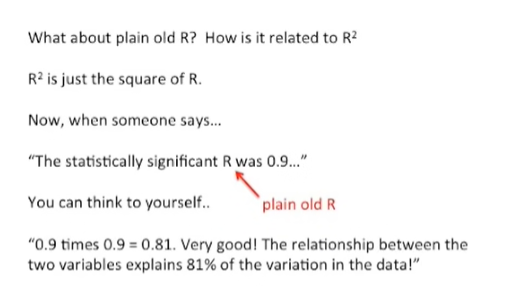 What about plain old R?  How is it related to R²
R² is just the square of R.
Now, when someone says...
“The statistically significant R was 0.9...”
You can think to yourself..
plain old R
“0.9 times 0.9 = 0.81. Very good! The relationship between the
two variables explains 81% of the variation in the data!”